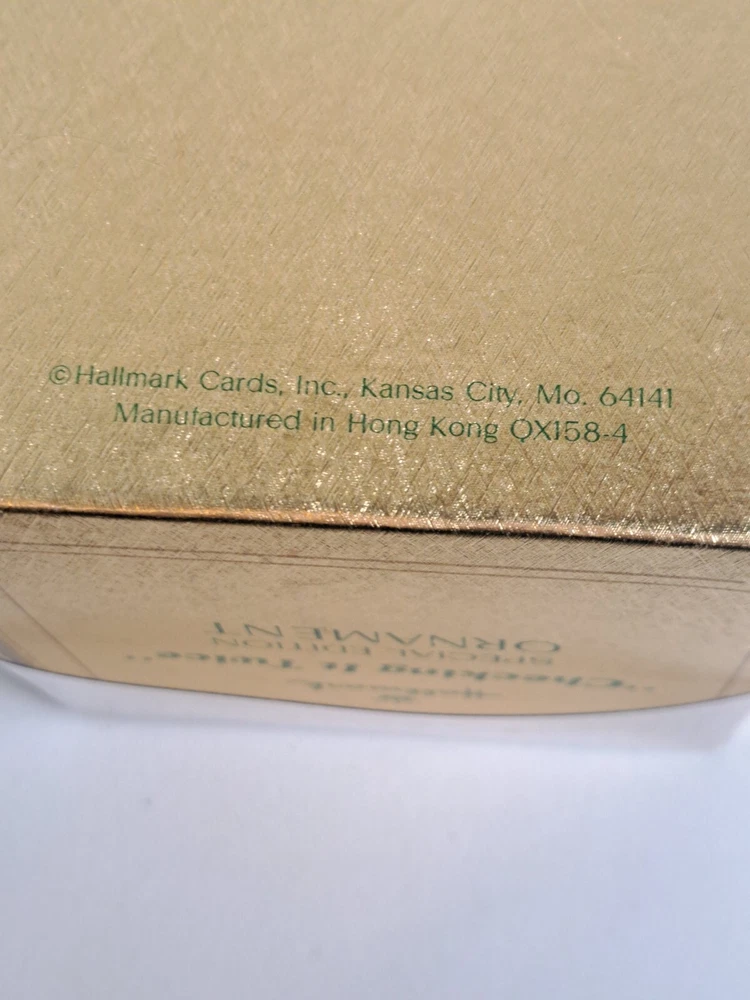 ©Hallmark Cards, Inc., Kansas City, Mo. 64141
Manufactured in Hong Kong QX158-4
ORNAMENT
SPECIAL EDITION
"Checking It Twice"
Hallmark